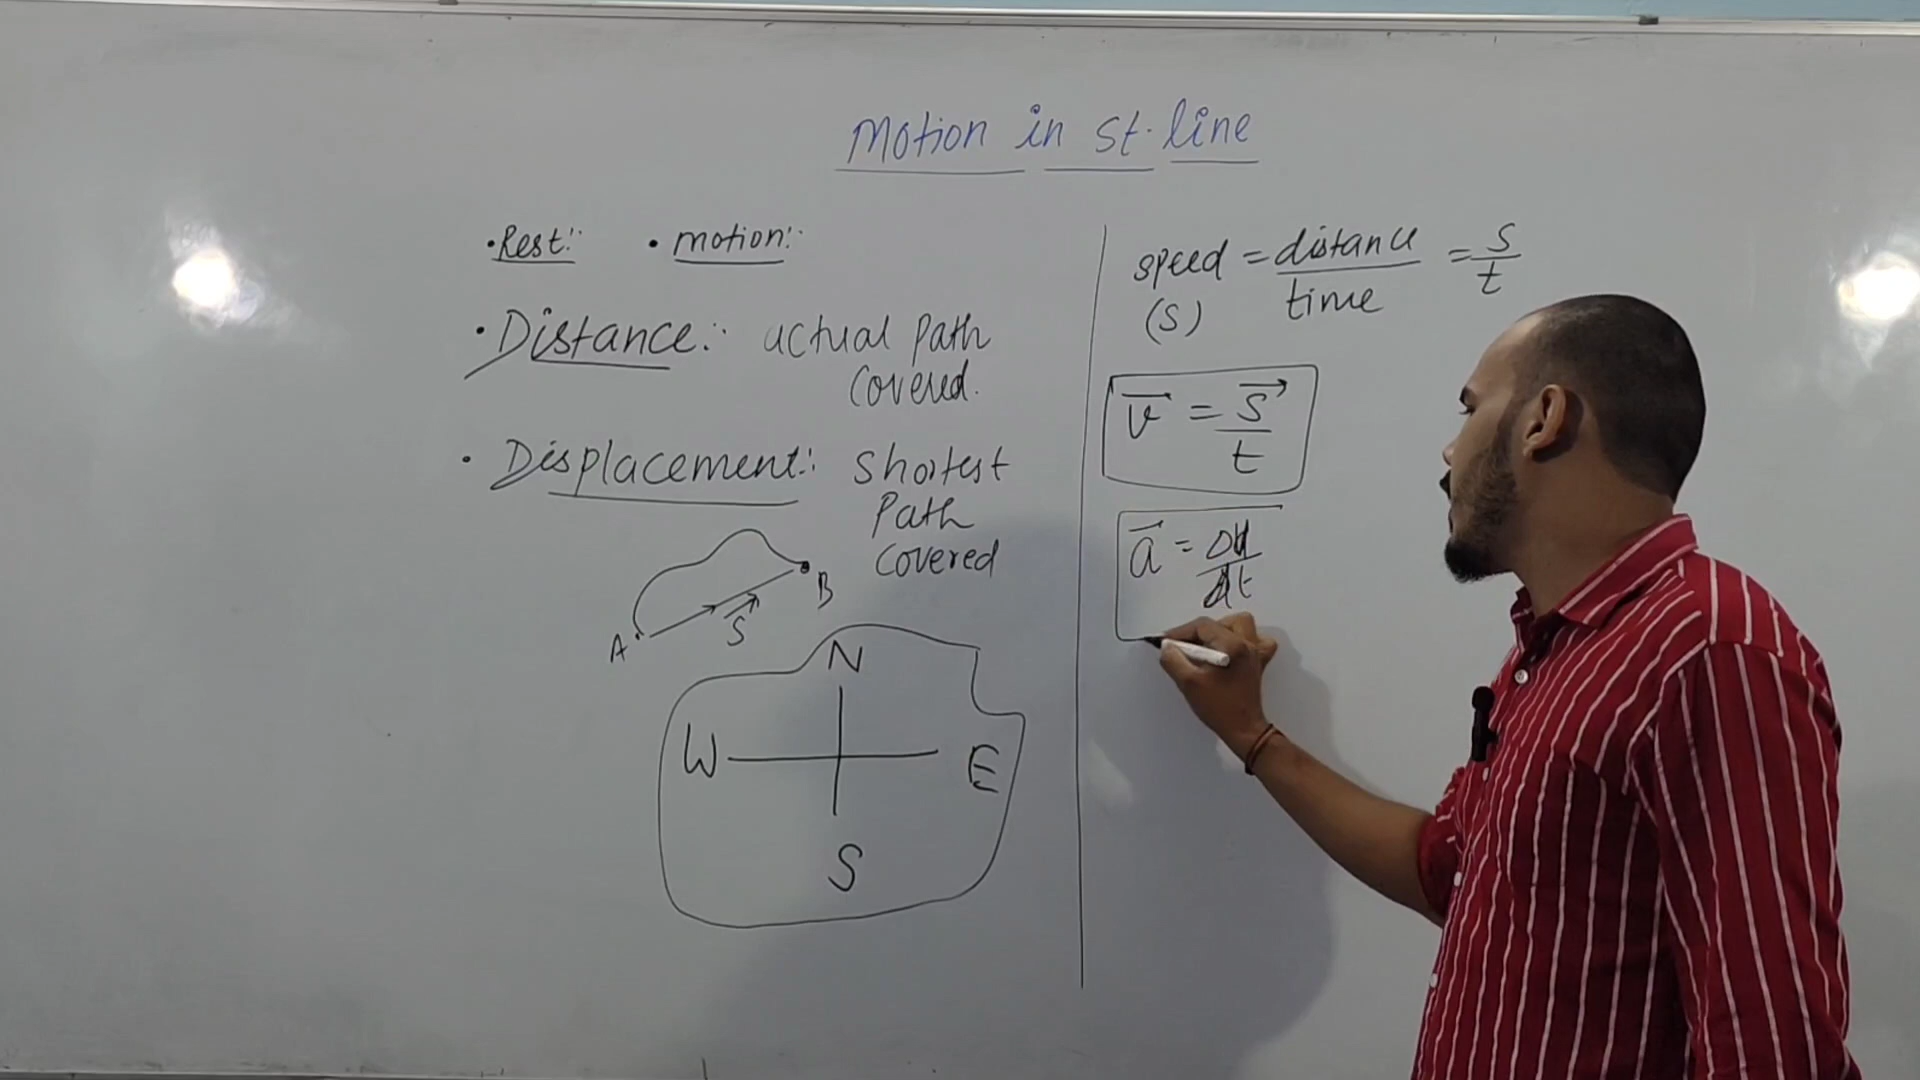 Motion in St. line
• Rest:- • motion:-
• Distance:- actual path
covered.
• Displacement:- shortest
Path
covered
A B
S⃗
N
W E
S
speed = distance/time = s/t
(s)
v⃗ = s⃗/t
a⃗ =